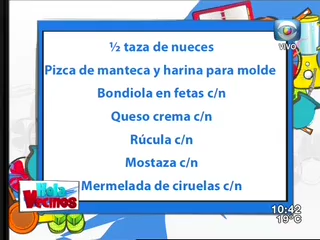 VIVO
½ taza de nueces
Pizca de manteca y harina para molde
Bondiola en fetas c/n
Queso crema c/n
Rúcula c/n
Mostaza c/n
Mermelada de ciruelas c/n
Hola
Vecinos
10:42
19°C